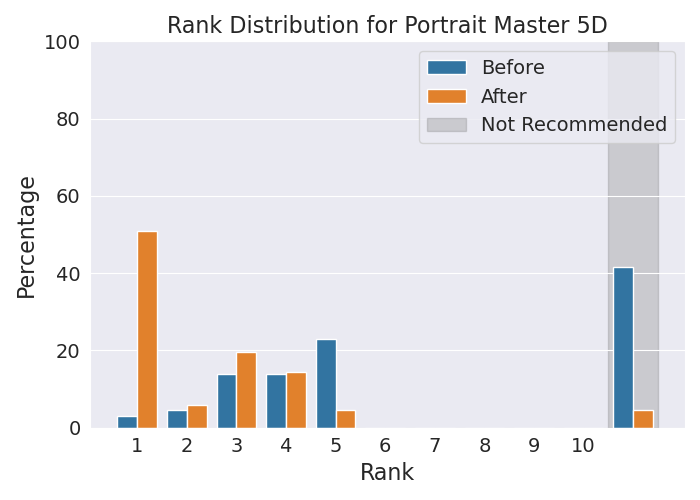 Rank Distribution for Portrait Master 5D
Percentage
100
80
60
40
20
0
Before
After
Not Recommended
1 2 3 4 5 6 7 8 9 10
Rank